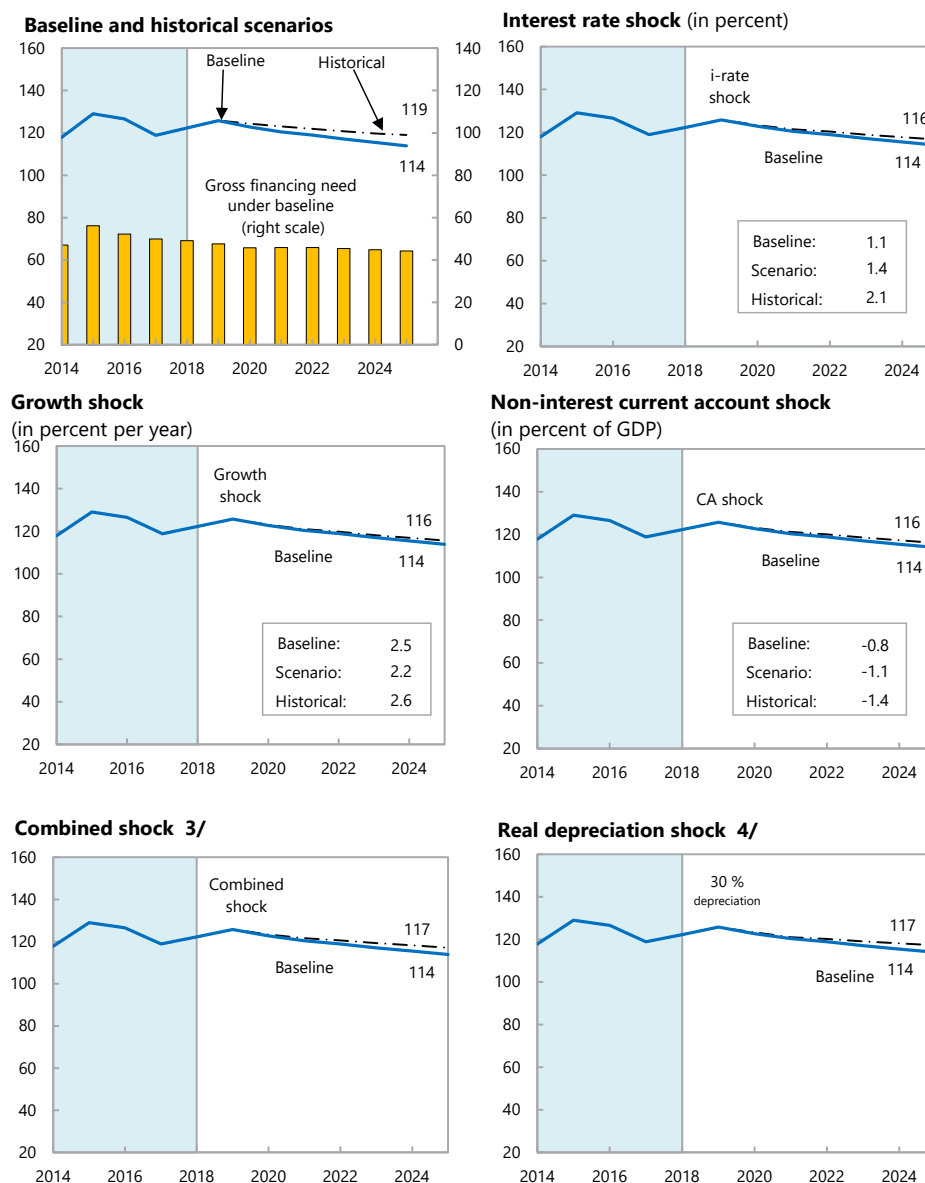 Baseline and historical scenarios
160
140
120
100
80
60
40
20
140
120
100
80
60
40
20
0
Baseline
Historical
119
114
Gross financing need
under baseline
(right scale)
2014 2016 2018 2020 2022 2024
Interest rate shock (in percent)
160
140
120
100
80
60
40
20
i-rate
shock
116
Baseline
114
Baseline: 1.1
Scenario: 1.4
Historical: 2.1
2014 2016 2018 2020 2022 2024
Growth shock
(in percent per year)
160
140
120
100
80
60
40
20
Growth
shock
116
Baseline
114
Baseline: 2.5
Scenario: 2.2
Historical: 2.6
2014 2016 2018 2020 2022 2024
Non-interest current account shock
(in percent of GDP)
160
140
120
100
80
60
40
20
CA shock
116
Baseline
114
Baseline: -0.8
Scenario: -1.1
Historical: -1.4
2014 2016 2018 2020 2022 2024
Combined shock 3/
160
140
120
100
80
60
40
20
Combined
shock
117
Baseline
114
2014 2016 2018 2020 2022 2024
Real depreciation shock 4/
160
140
120
100
80
60
40
20
30 %
depreciation
117
Baseline
114
2014 2016 2018 2020 2022 2024